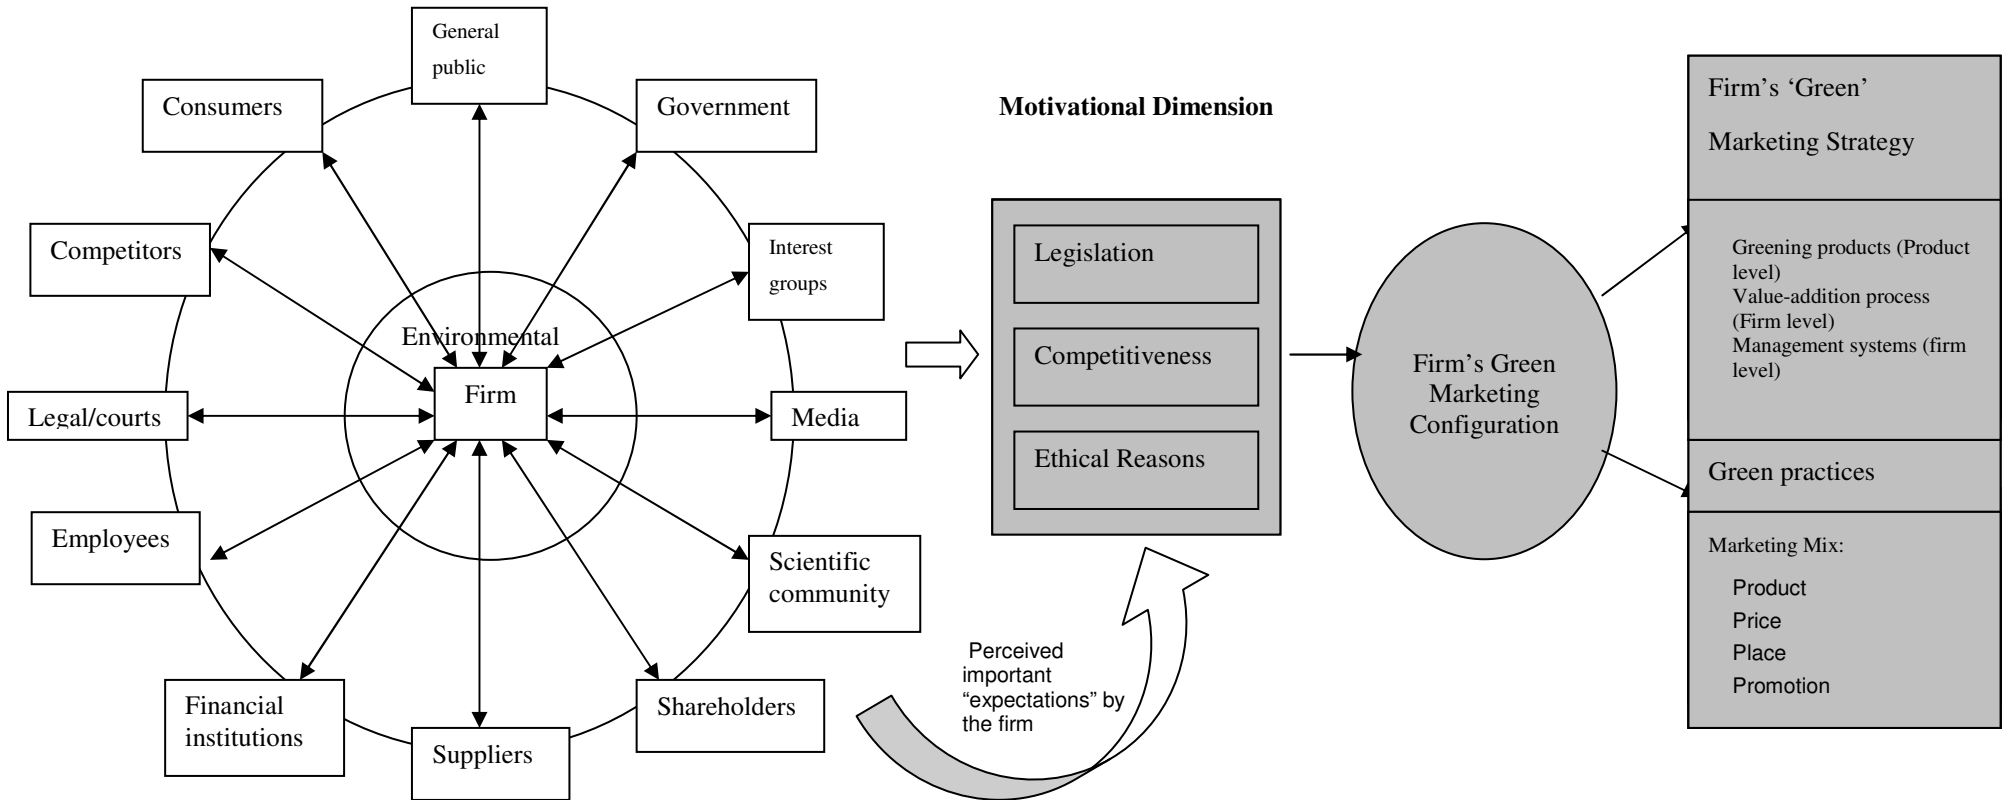 General
public
Consumers
Government
Competitors
Interest
groups
Environmental
Firm
Legal/courts
Media
Employees
Scientific
community
Financial
institutions
Suppliers
Shareholders
Motivational Dimension
Legislation
Competitiveness
Ethical Reasons
Perceived
important
“expectations” by
the firm
Firm’s Green
Marketing
Configuration
Firm’s ‘Green’
Marketing Strategy
Greening products (Product
level)
Value-addition process
(Firm level)
Management systems (firm
level)
Green practices
Marketing Mix:
Product
Price
Place
Promotion